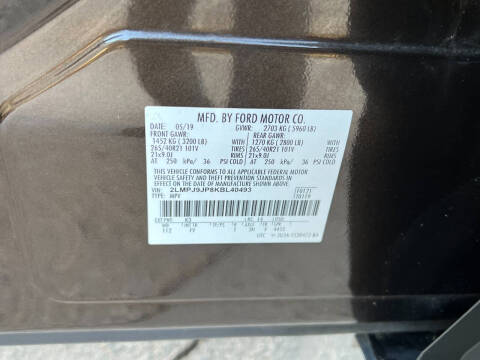 MFD. BY FORD MOTOR CO.
DATE: 05/19 GVWR: 2703 KG (5960 LB)
FRONT GAWR: REAR GAWR:
1452 KG (3200 LB) WITH 1270 KG (2800 LB) WITH
265/40R21 101V TIRES 265/40R21 101V TIRES
21x9.0J RIMS 21x9.0J RIMS
AT 250 kPa/ 36 PSI COLD AT 250 kPa/ 36 PSI COLD
THIS VEHICLE CONFORMS TO ALL APPLICABLE FEDERAL MOTOR
VEHICLE SAFETY AND THEFT PREVENTION STANDARDS IN
EFFECT ON THE DATE OF MANUFACTURE SHOWN ABOVE.
VIN: 2LMPJ9JP8KBL40493
TYPE: MPV